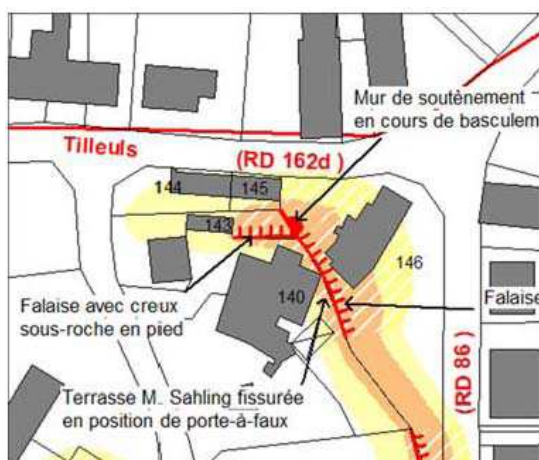 Mur de soutènement
en cours de basculem
Tilleuls
(RD 162d )
144
145
143
146
140
Falaise avec creux
sous-roche en pied
Falaise
(RD 86 )
Terrasse M. Sahling fissurée
en position de porte-à-faux